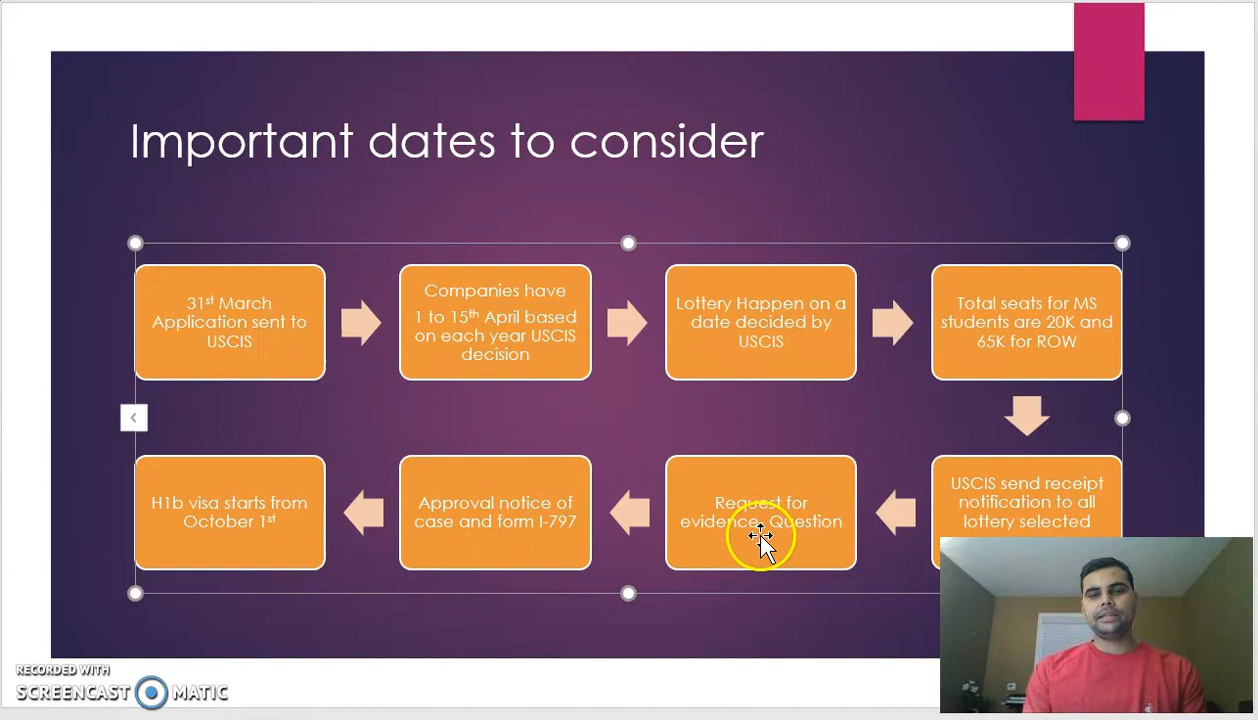 Important dates to consider
31st March
Application sent to
USCIS
Companies have
1 to 15th April based
on each year USCIS
decision
Lottery Happen on a
date decided by
USCIS
Total seats for MS
students are 20K and
65K for ROW
USCIS send receipt
notification to all
lottery selected
Request for
evidence, Question
Approval notice of
case and form I-797
H1b visa starts from
October 1st
RECORDED WITH
SCREENCAST MATIC